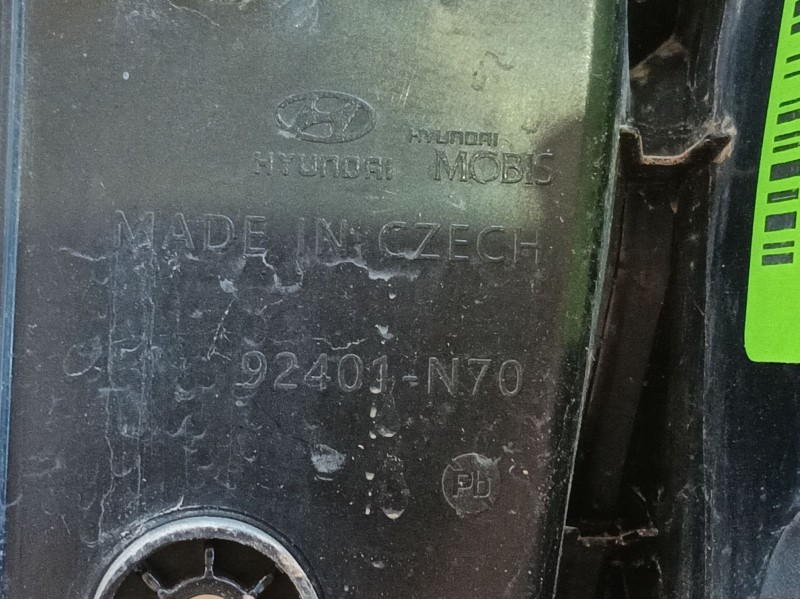 HYUNDAI
HYUNDAI
MOBIS
MADE IN CZECH
92401-N70
Pb